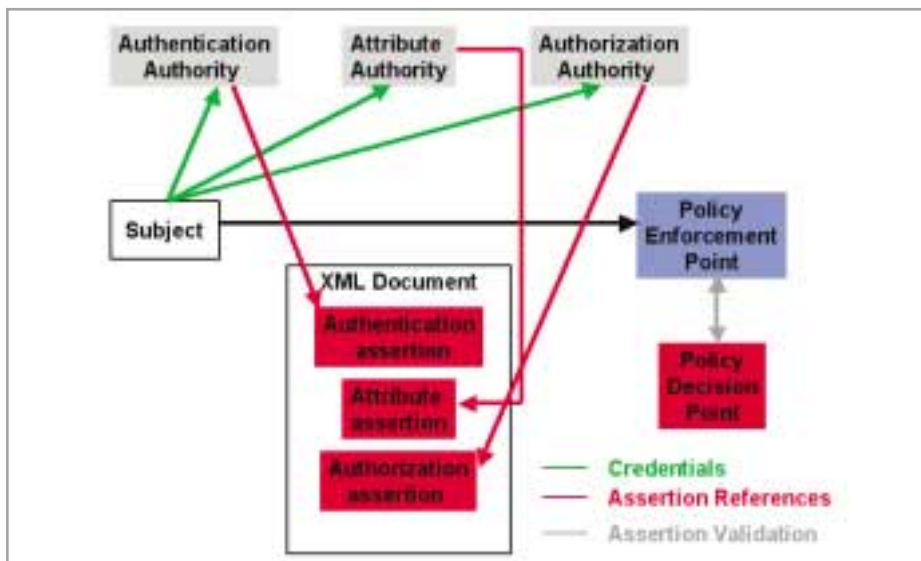 Authentication
Authority
Attribute
Authority
Authorization
Authority
Subject
Policy
Enforcement
Point
XML Document
Authentication
assertion
Attribute
assertion
Authorization
assertion
Policy
Decision
Point
Credentials
Assertion References
Assertion Validation